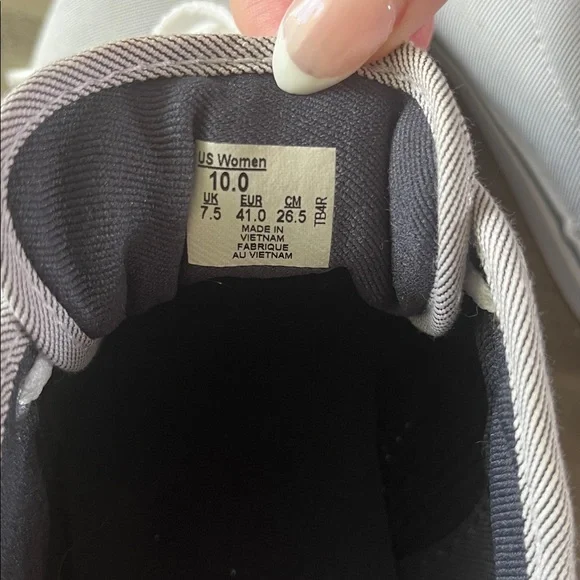 US Women
10.0
UK EUR CM
7.5 41.0 26.5
MADE IN
VIETNAM
FABRIQUE
AU VIETNAM
TB4R